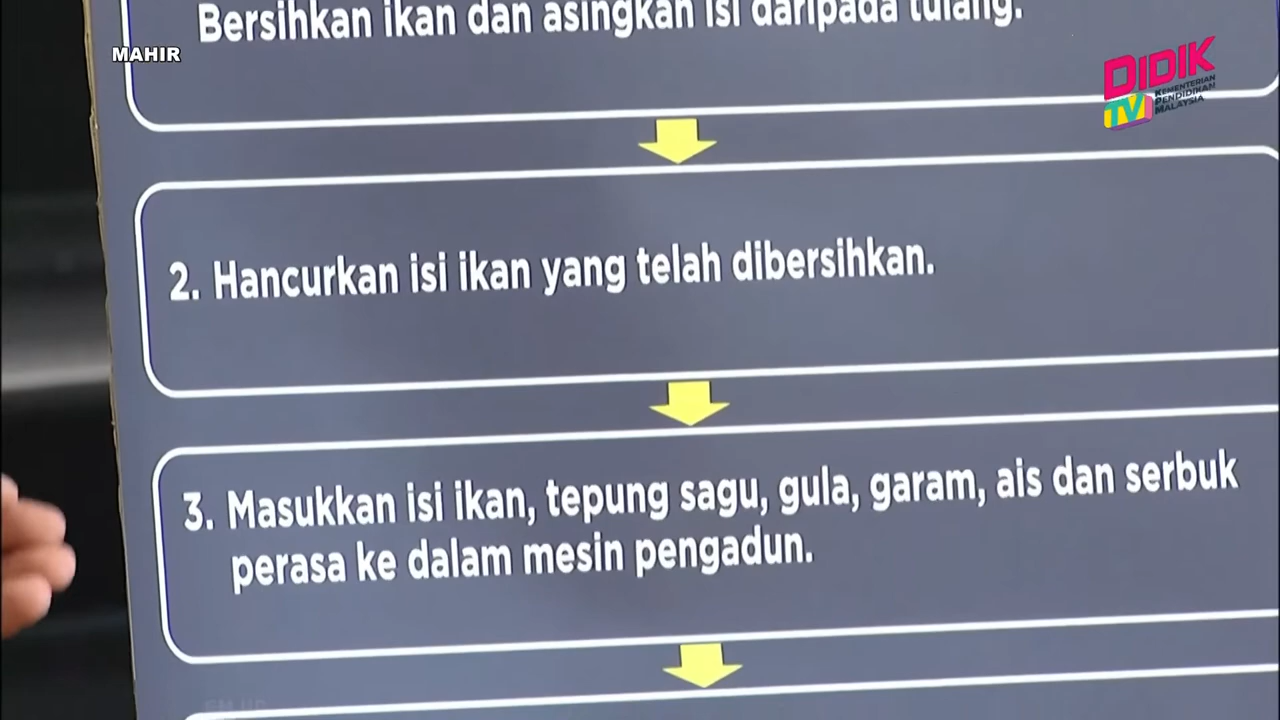 Bersihkan ikan dan asingkan isi daripada tulang.
MAHIR
DIDIK
TV
KEMENTERIAN
PENDIDIKAN
MALAYSIA
2. Hancurkan isi ikan yang telah dibersihkan.
3. Masukkan isi ikan, tepung sagu, gula, garam, ais dan serbuk
perasa ke dalam mesin pengadun.